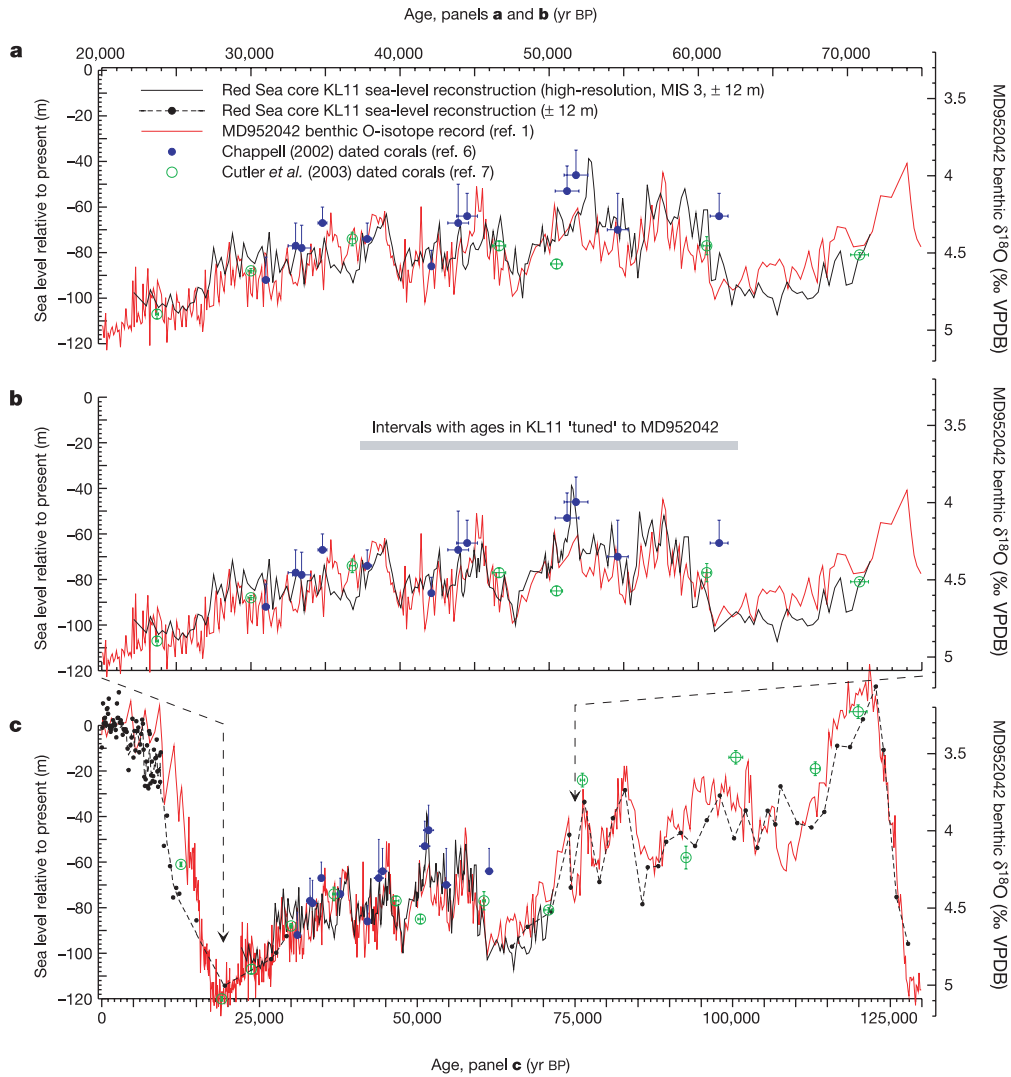 Age, panels a and b (yr BP)
a
20,000 30,000 40,000 50,000 60,000 70,000
Red Sea core KL11 sea-level reconstruction (high-resolution, MIS 3, ± 12 m)
Red Sea core KL11 sea-level reconstruction (± 12 m)
MD952042 benthic O-isotope record (ref. 1)
Chappell (2002) dated corals (ref. 6)
Cutler et al. (2003) dated corals (ref. 7)
Sea level relative to present (m)
0
−20
−40
−60
−80
−100
−120
3.5
4
4.5
5
MD952042 benthic δ18O (‰ VPDB)
b
Intervals with ages in KL11 'tuned' to MD952042
Sea level relative to present (m)
0
−20
−40
−60
−80
−100
−120
3.5
4
4.5
5
MD952042 benthic δ18O (‰ VPDB)
c
Sea level relative to present (m)
0
−20
−40
−60
−80
−100
−120
3.5
4
4.5
5
MD952042 benthic δ18O (‰ VPDB)
0 25,000 50,000 75,000 100,000 125,000
Age, panel c (yr BP)